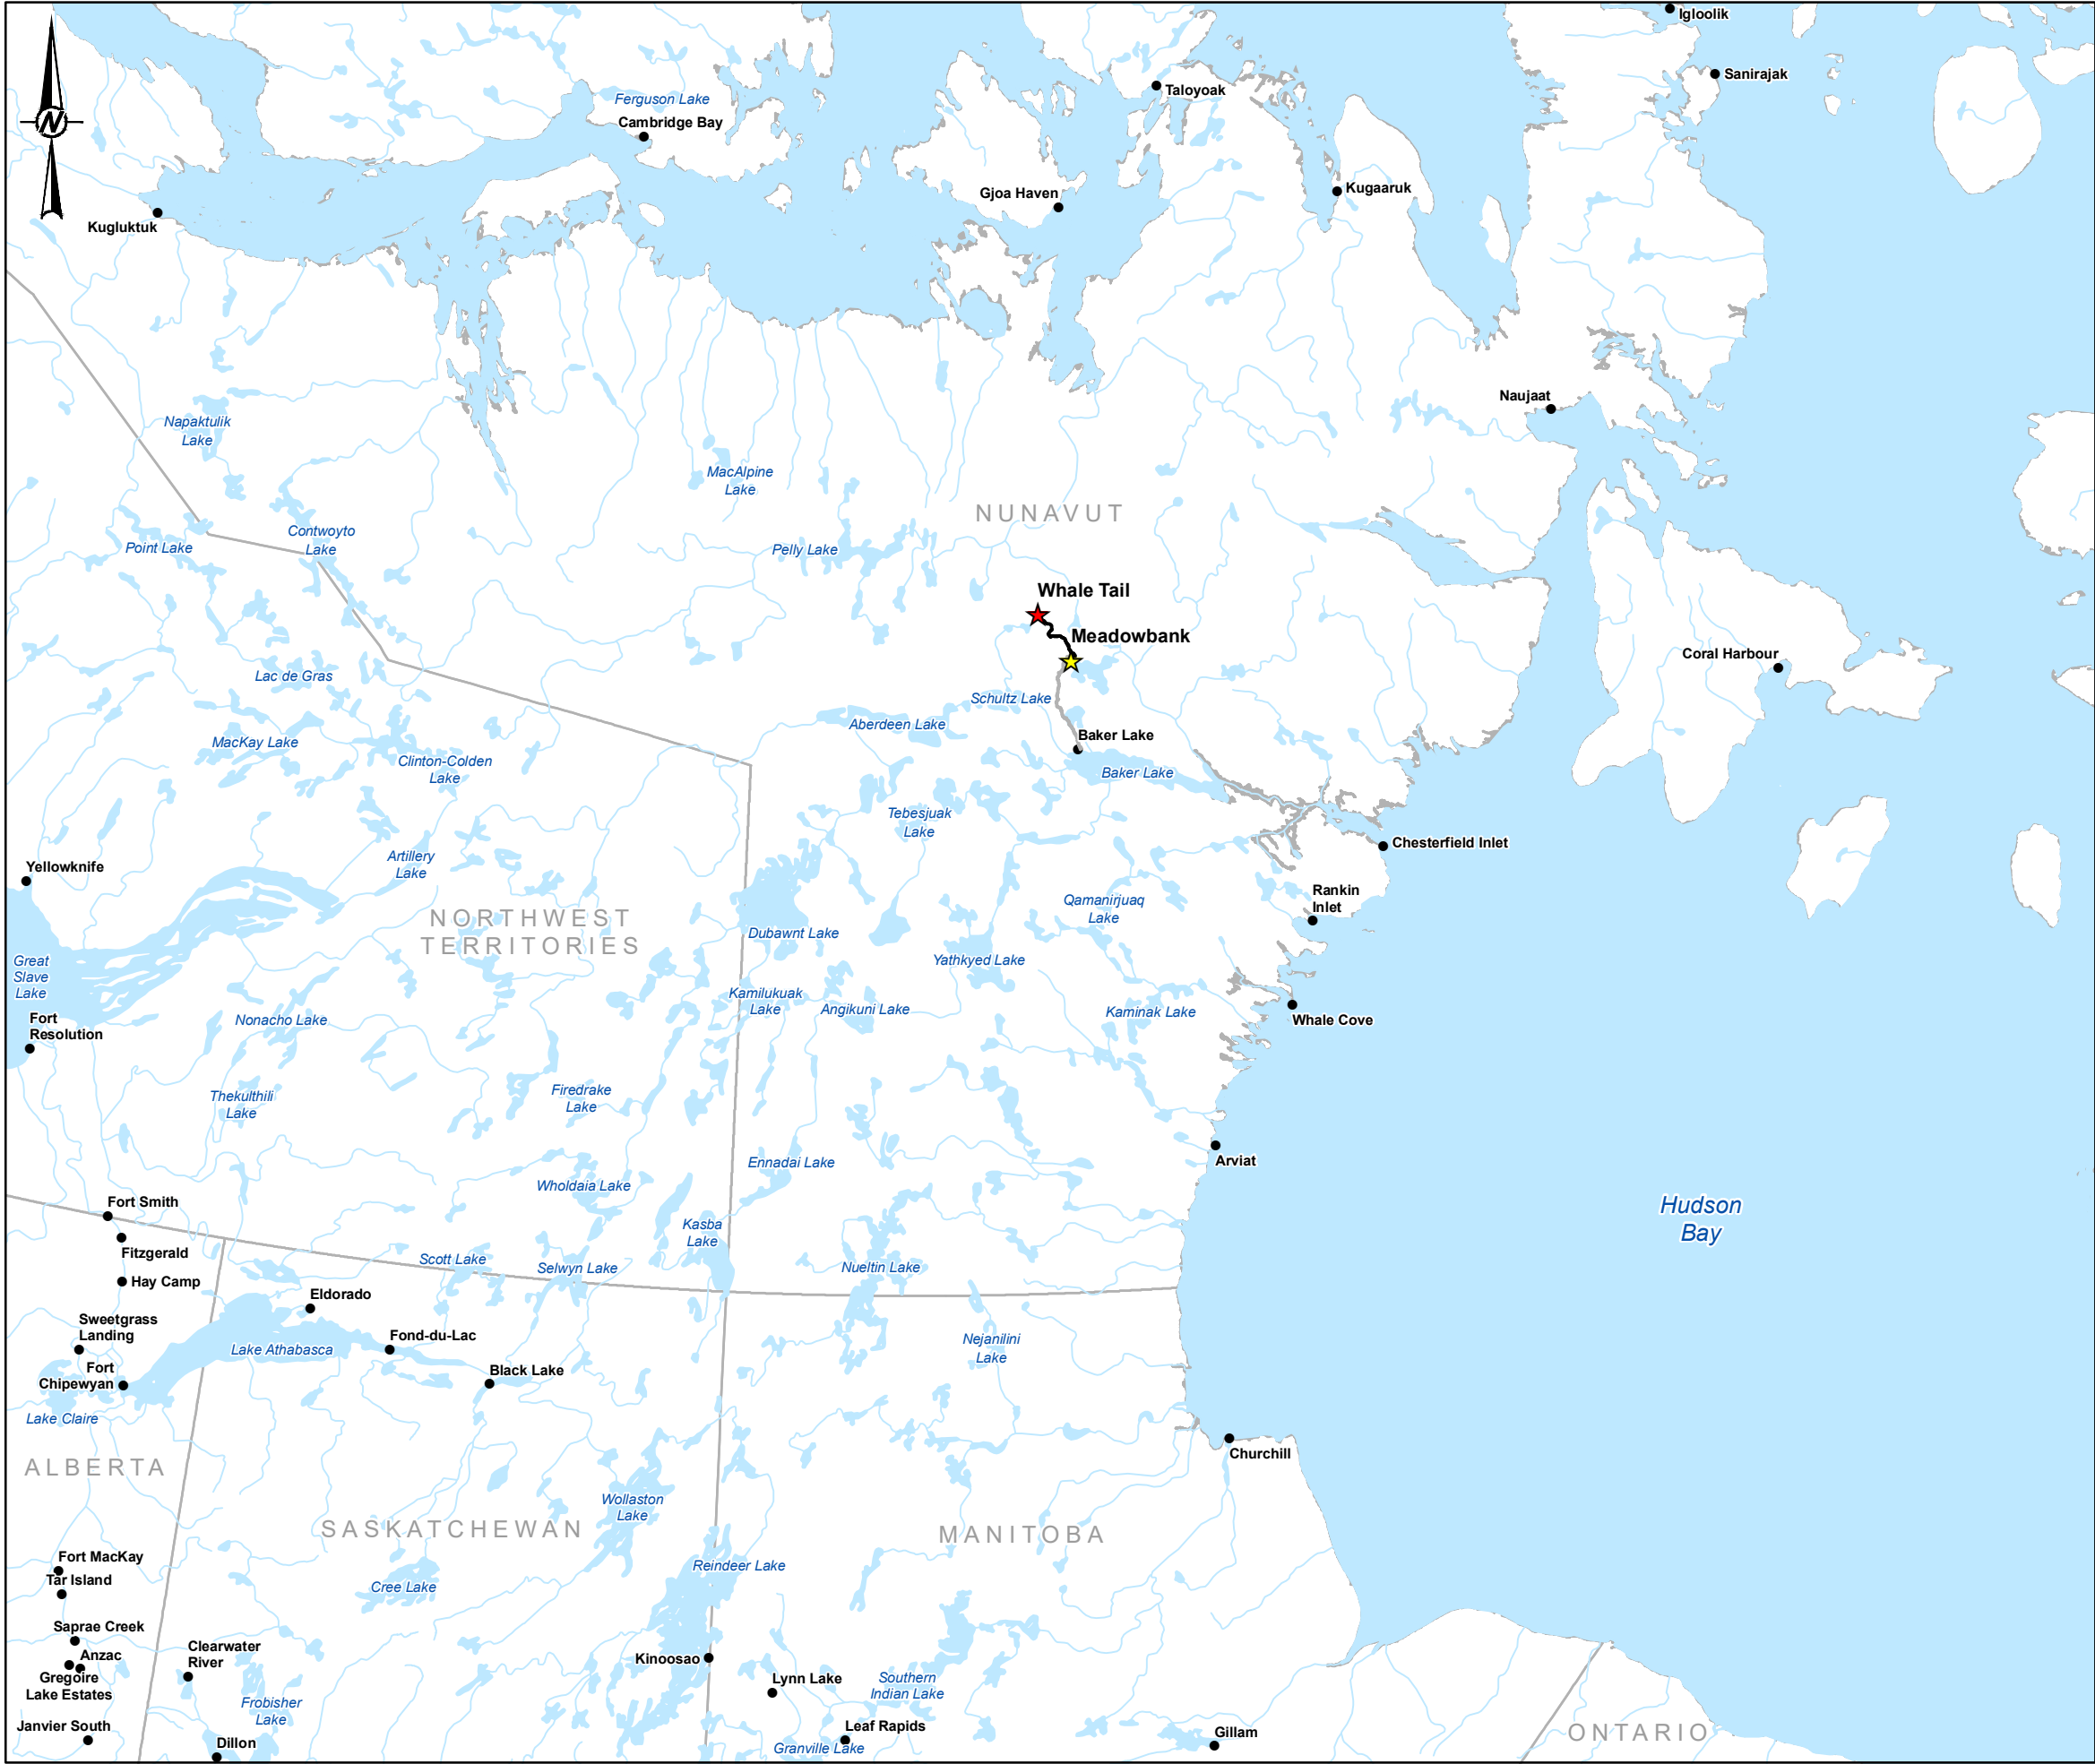 Igloolik
Sanirajak
Taloyoak
Ferguson Lake
Cambridge Bay
N
Kugaaruk
Gjoa Haven
Kugluktuk
Naujaat
Napaktulik
Lake
MacAlpine
Lake
NUNAVUT
Contwoyto
Lake
Point Lake
Pelly Lake
Whale Tail
Meadowbank
Coral Harbour
Lac de Gras
Schultz Lake
Aberdeen Lake
Baker Lake
MacKay Lake
Clinton-Colden
Lake
Baker Lake
Tebesjuak
Lake
Chesterfield Inlet
Artillery
Lake
Yellowknife
Rankin
Inlet
Qamanirjuaq
Lake
NORTHWEST
TERRITORIES
Dubawnt Lake
Yathkyed Lake
Great
Slave
Lake
Kamilukuak
Lake
Angikuni Lake
Kaminak Lake
Whale Cove
Fort
Resolution
Nonacho Lake
Thekulthili
Lake
Firedrake
Lake
Arviat
Ennadai Lake
Wholdaia Lake
Hudson
Bay
Fort Smith
Kasba
Lake
Fitzgerald
Scott Lake
Selwyn Lake
Nueltin Lake
Hay Camp
Eldorado
Sweetgrass
Landing
Fond-du-Lac
Lake Athabasca
Nejanilini
Lake
Fort
Chipewyan
Black Lake
Lake Claire
Churchill
ALBERTA
Wollaston
Lake
SASKATCHEWAN
MANITOBA
Fort MacKay
Tar Island
Reindeer Lake
Cree Lake
Saprae Creek
Anzac
Clearwater
River
Kinoosao
Gregoire
Lake Estates
Lynn Lake
Southern
Indian Lake
Frobisher
Lake
Janvier South
Leaf Rapids
Gillam
ONTARIO
Dillon
Granville Lake